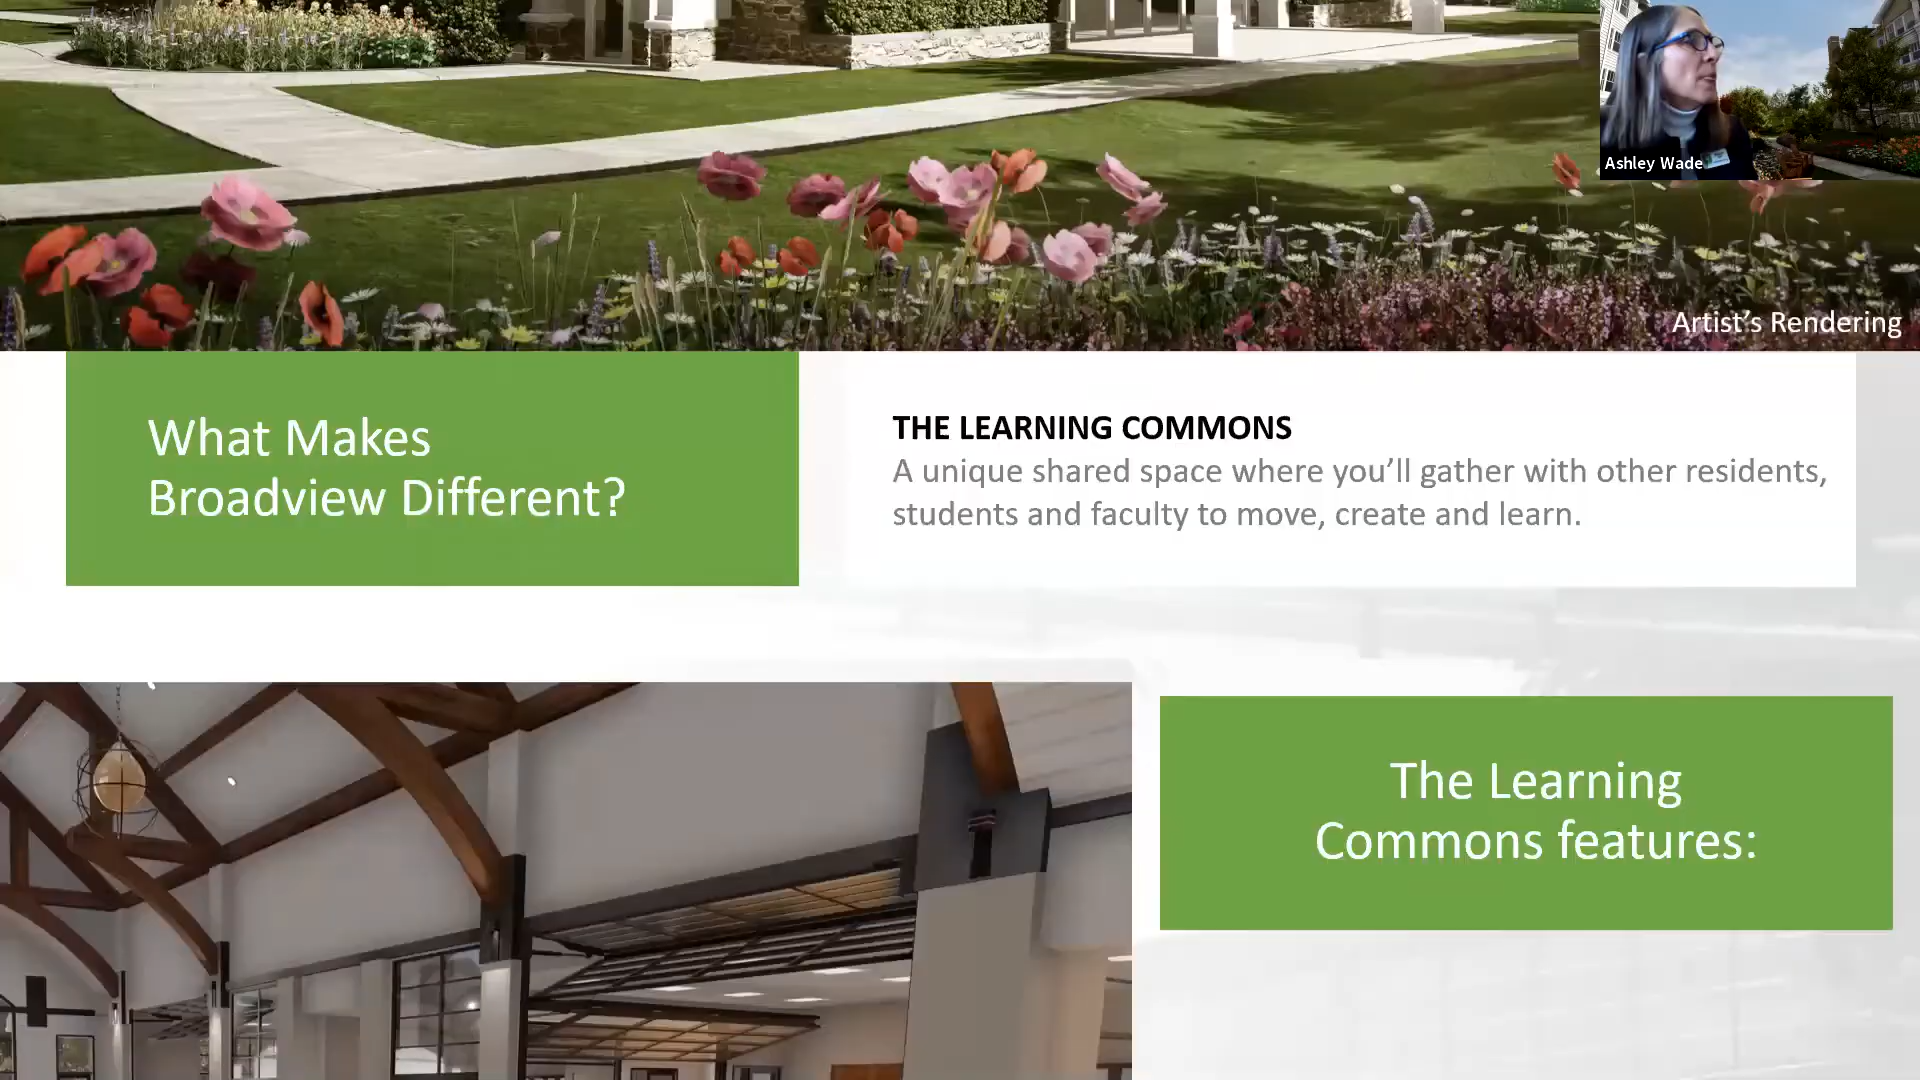 Ashley Wade
Artist's Rendering
What Makes
Broadview Different?
THE LEARNING COMMONS
A unique shared space where you’ll gather with other residents,
students and faculty to move, create and learn.
The Learning
Commons features: